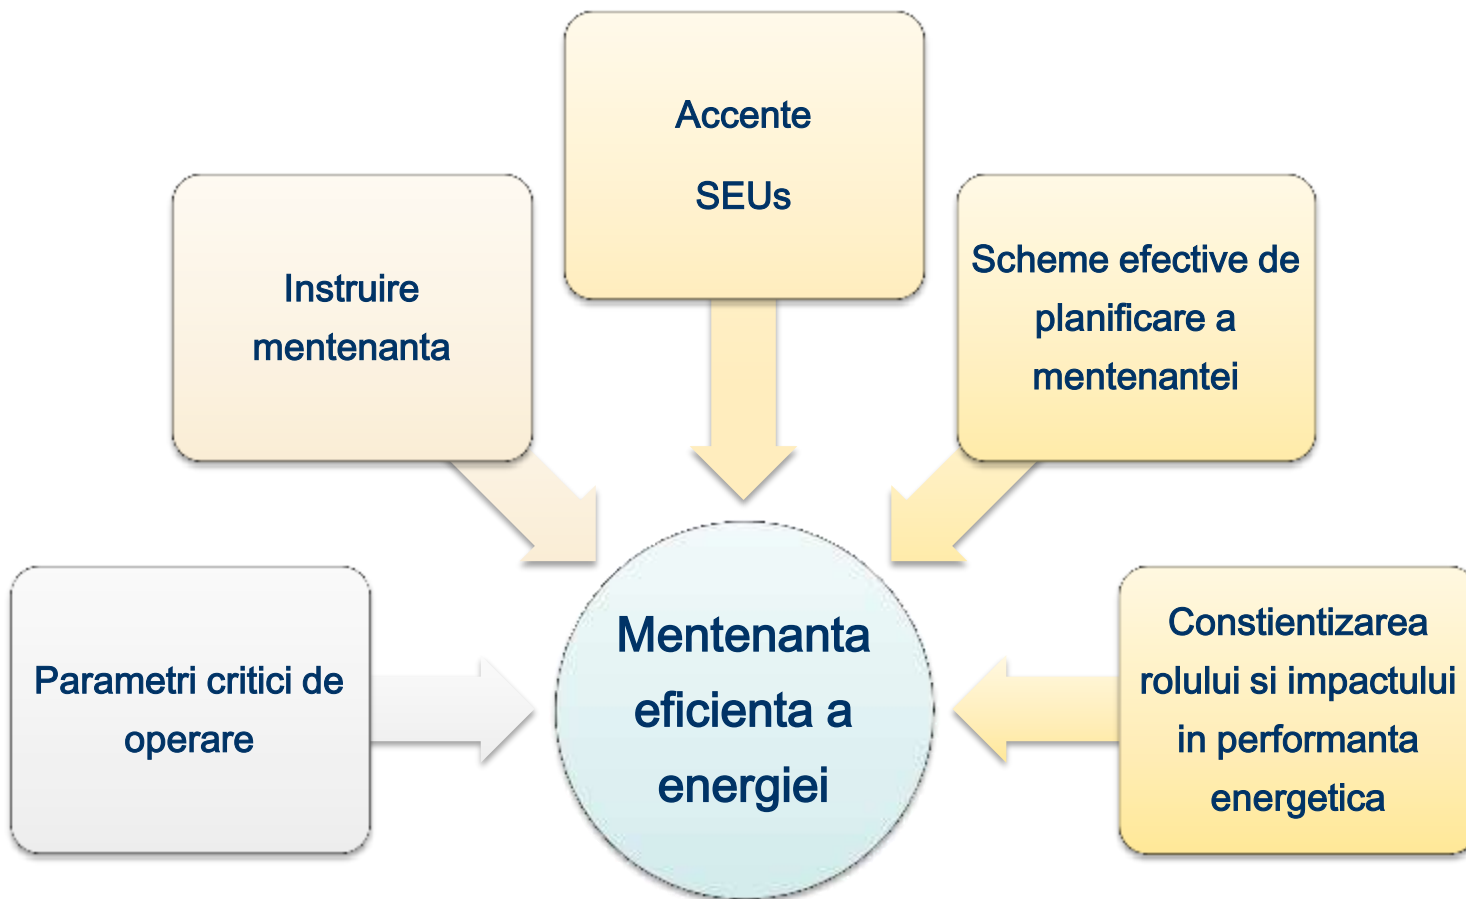 Accente
SEUs
Instruire
mentenanta
Scheme efective de
planificare a
mentenantei
Parametri critici de
operare
Mentenanta
eficienta a
energiei
Constientizarea
rolului si impactului
in performanta
energetica